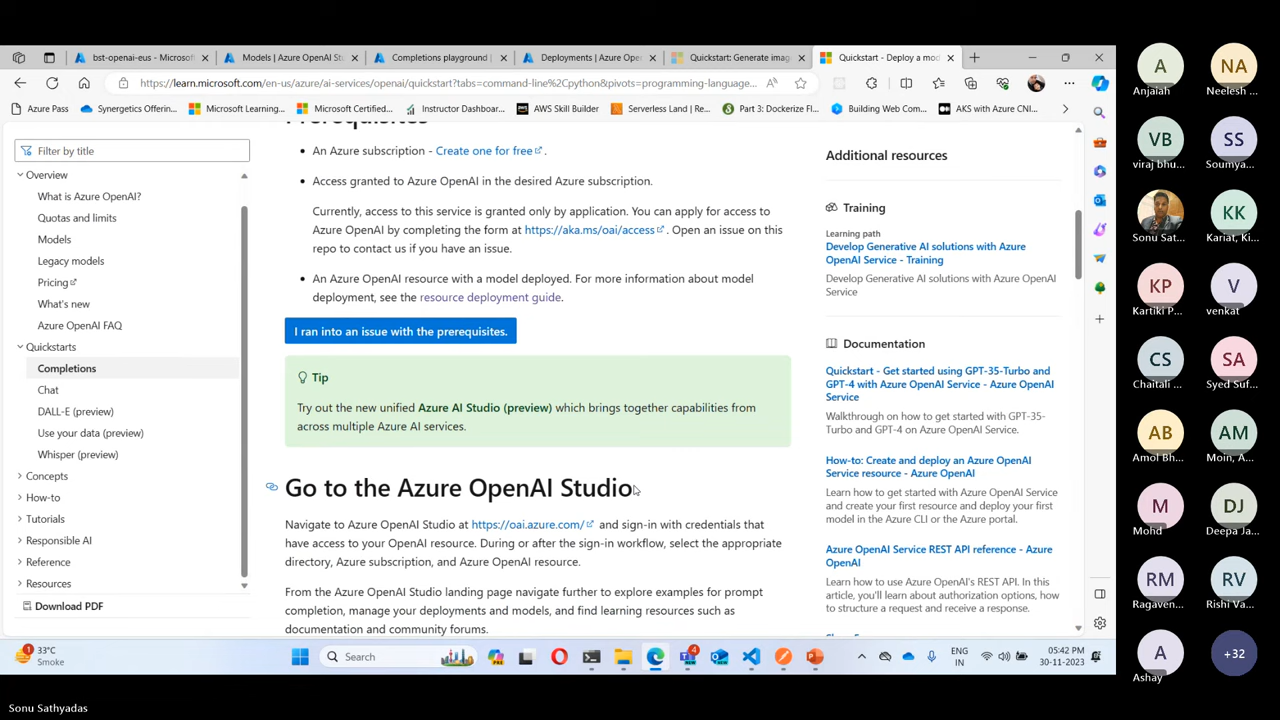 bst-openai-eus - Microsoft
Models | Azure OpenAI St
Completions playground |
Deployments | Azure Ope
Quickstart: Generate imag
Quickstart - Deploy a mo
https://learn.microsoft.com/en-us/azure/ai-services/openai/quickstart?tabs=command-line%2Cpython&pivots=programming-language...
Azure Pass
Synergetics Offering...
Microsoft Learning...
Microsoft Certified...
Instructor Dashboar...
AWS Skill Builder
Serverless Land | Re...
Part 3: Dockerize Fl...
Building Web Com...
AKS with Azure CNI...
Filter by title
Overview
What is Azure OpenAI?
Quotas and limits
Models
Legacy models
Pricing
What's new
Azure OpenAI FAQ
Quickstarts
Completions
Chat
DALL-E (preview)
Use your data (preview)
Whisper (preview)
Concepts
How-to
Tutorials
Responsible AI
Reference
Resources
Download PDF
Prerequisites
An Azure subscription - Create one for free.
Access granted to Azure OpenAI in the desired Azure subscription.
Currently, access to this service is granted only by application. You can apply for access to
Azure OpenAI by completing the form at https://aka.ms/oai/access. Open an issue on this
repo to contact us if you have an issue.
An Azure OpenAI resource with a model deployed. For more information about model
deployment, see the resource deployment guide.
I ran into an issue with the prerequisites.
Tip
Try out the new unified Azure AI Studio (preview) which brings together capabilities from
across multiple Azure AI services.
Go to the Azure OpenAI Studio
Navigate to Azure OpenAI Studio at https://oai.azure.com/ and sign-in with credentials that
have access to your OpenAI resource. During or after the sign-in workflow, select the appropriate
directory, Azure subscription, and Azure OpenAI resource.
From the Azure OpenAI Studio landing page navigate further to explore examples for prompt
completion, manage your deployments and models, and find learning resources such as
documentation and community forums.
Additional resources
Training
Learning path
Develop Generative AI solutions with Azure
OpenAI Service - Training
Develop Generative AI solutions with Azure OpenAI
Service
Documentation
Quickstart - Get started using GPT-35-Turbo and
GPT-4 with Azure OpenAI Service - Azure OpenAI
Service
Walkthrough on how to get started with GPT-35-
Turbo and GPT-4 on Azure OpenAI Service.
How-to: Create and deploy an Azure OpenAI
Service resource - Azure OpenAI
Learn how to get started with Azure OpenAI Service
and create your first resource and deploy your first
model in the Azure CLI or the Azure portal.
Azure OpenAI Service REST API reference - Azure
OpenAI
Learn how to use Azure OpenAI's REST API. In this
article, you'll learn about authorization options, how
to structure a request and receive a response.
1
33°C
Smoke
Search
4
ENG
IN
05:42 PM
30-11-2023
A
Anjaiah
NA
Neelesh ...
VB
viraj bhu...
SS
Soumya...
Sonu Sat...
KK
Kariat, Ki...
KP
Kartiki P...
V
venkat
CS
Chaitali ...
SA
Syed Suf...
AB
Amol Bh...
AM
Moin, A...
M
Mohd
DJ
Deepa Ja...
RM
Ragaven...
RV
Rishi Va...
A
Ashay
+32
Sonu Sathyadas